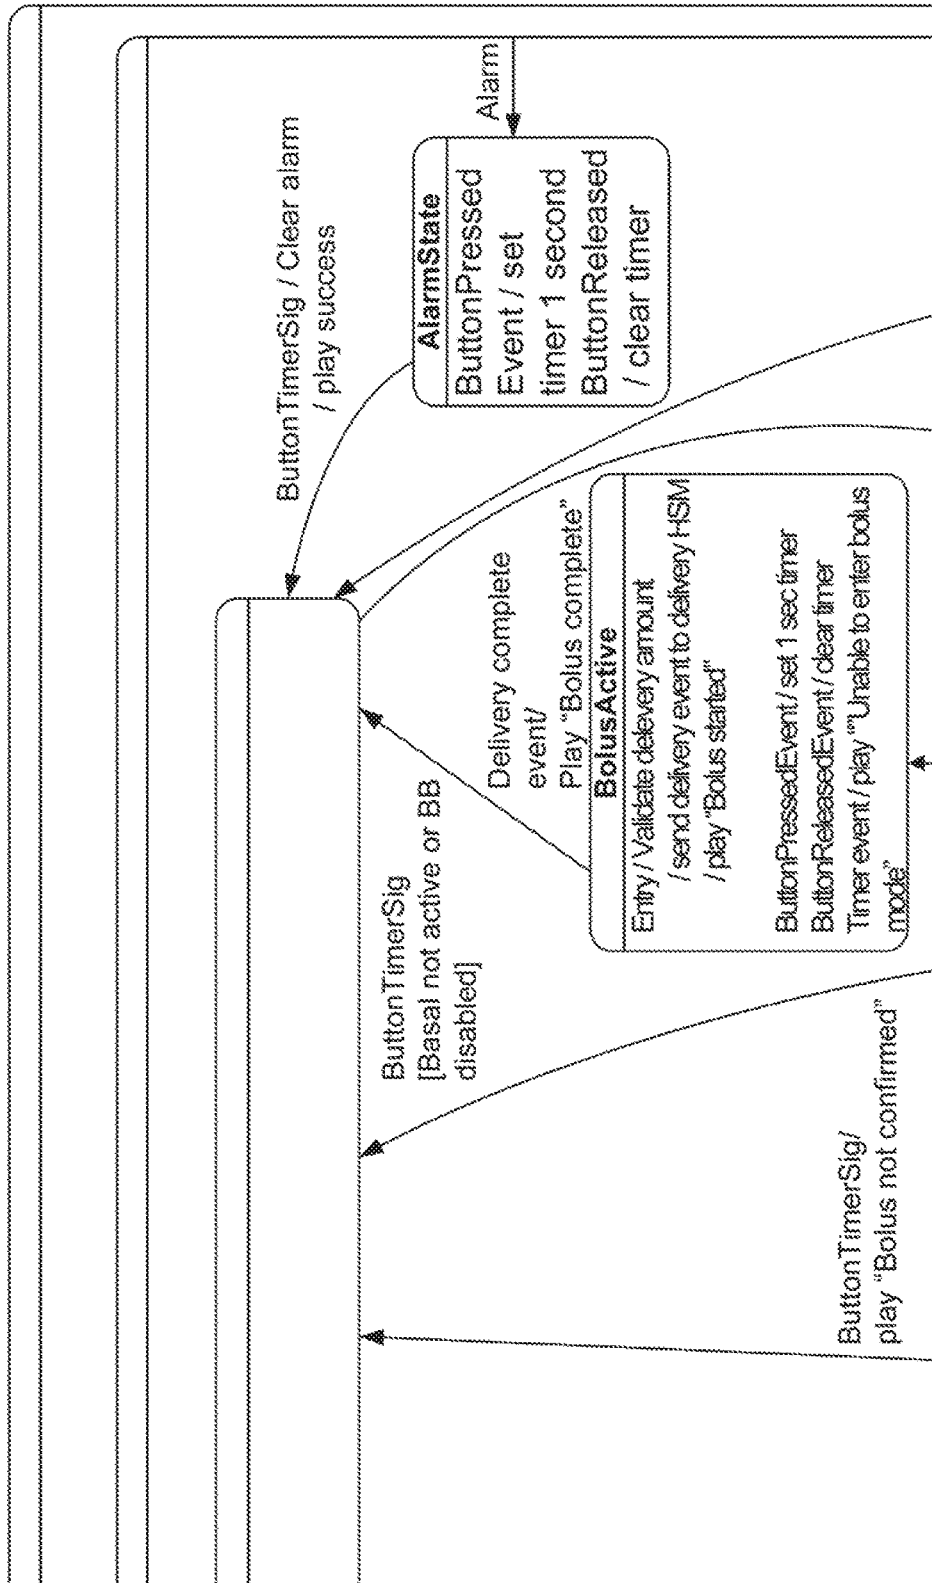 ButtonTimerSig / Clear alarm
/ play success
Alarm
AlarmState
ButtonPressed
Event / set
timer 1 second
ButtonReleased
/ clear timer
Delivery complete
event/
Play “Bolus complete”
BolusActive
Entry / Validate delevery amount
/ send delivery event to delivery HSM
/ play “Bolus started”
ButtonPressedEvent / set 1 sec timer
ButtonReleasedEvent / clear timer
Timer event / play “"Unable to enter bolus
mode”
ButtonTimerSig
[Basal not active or BB
disabled]
ButtonTimerSig/
play “Bolus not confirmed”